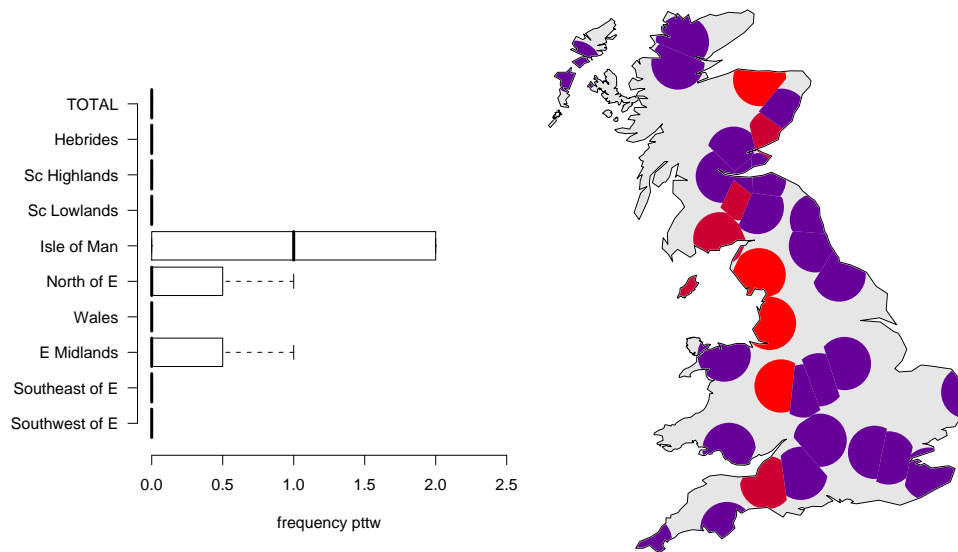 TOTAL
Hebrides
Sc Highlands
Sc Lowlands
Isle of Man
North of E
Wales
E Midlands
Southeast of E
Southwest of E
0.0 0.5 1.0 1.5 2.0 2.5
frequency pttw